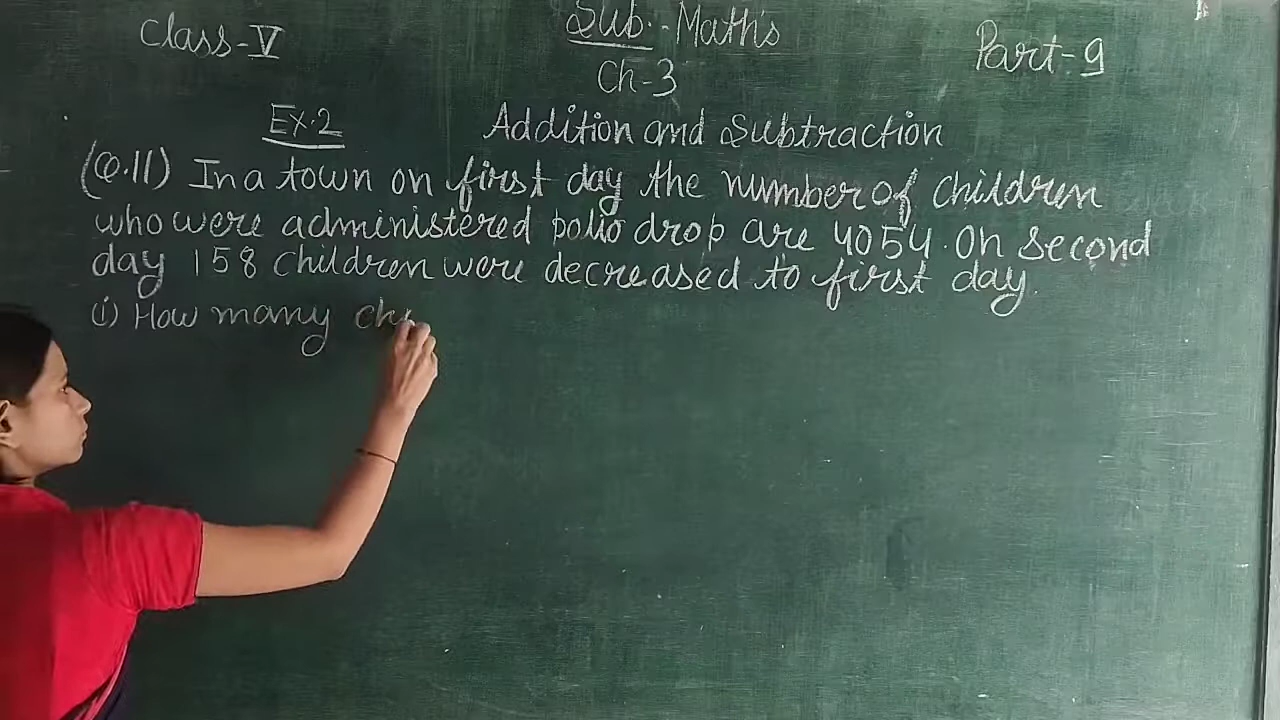 Class-V
Sub.-Math's
Part-9
Ch-3
Ex.2
Addition and Subtraction
(Q.11) In a town on first day the number of children
who were administered polio drop are 4054. On second
day 158 children were decreased to first day.
(i) How many ch